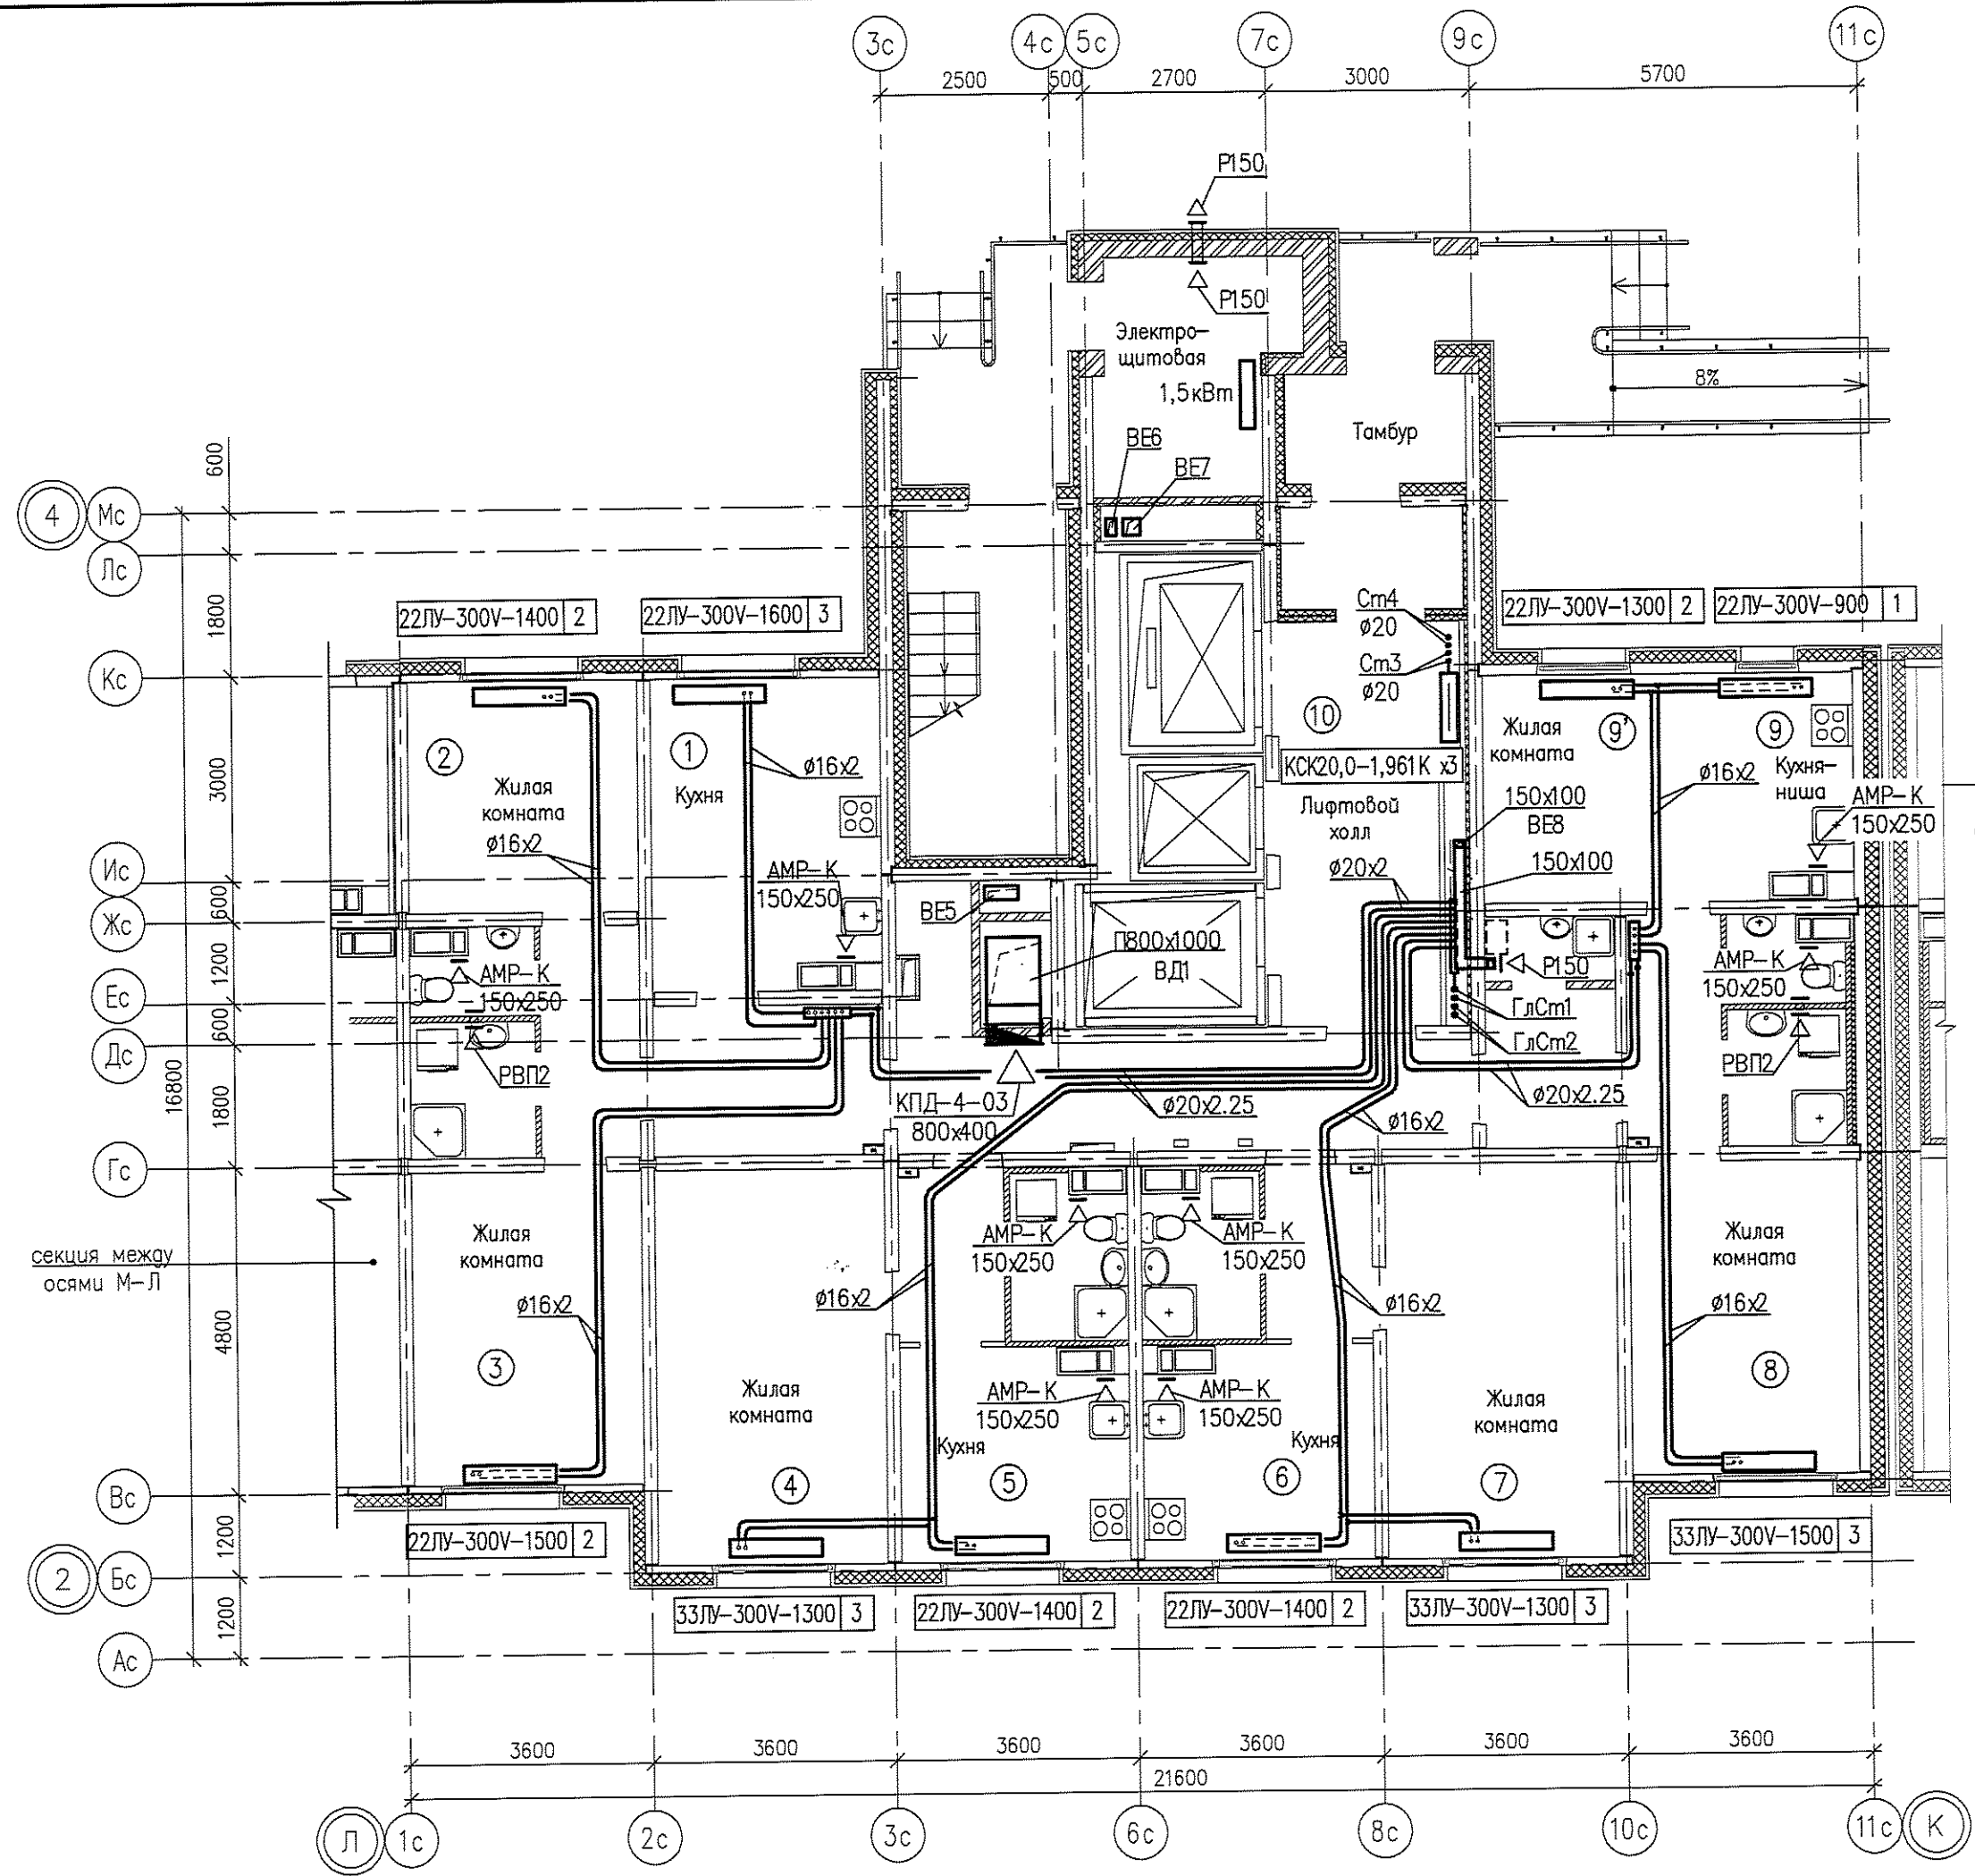 3с
4с
5с
7с
9с
11с
2500
500
2700
3000
5700
Р150
Р150
Электро-
щитовая
1,5кВт
8%
Тамбур
ВЕ6
ВЕ7
600
4
Мс
Лс
1800
22ЛУ-300V-1400 2
22ЛУ-300V-1600 3
Ст4
ø20
Ст3
ø20
22ЛУ-300V-1300 2
22ЛУ-300V-900 1
Кс
2
Жилая
комната
ø16х2
1
Кухня
ø16х2
10
КСК20,0-1,961К х3
Лифтовой
холл
ø20х2
Жилая
комната
9'
9
ø16х2
Кухня-
ниша
АМР-К
150х250
150х100
ВЕ8
150х100
3000
Ис
600
Жс
АМР-К
150х250
ВЕ5
П800х1000
ВД1
1200
Ес
АМР-К
150х250
Р150
АМР-К
150х250
ГлСт1
ГлСт2
600
Дс
РВП2
РВП2
16800
1800
КПД-4-03
800х400
ø20х2.25
ø20х2.25
ø16х2
Гс
секция между
осями М-Л
Жилая
комната
ø16х2
3
4800
АМР-К
150х250
АМР-К
150х250
ø16х2
ø16х2
Жилая
комната
ø16х2
8
Жилая
комната
4
АМР-К
150х250
АМР-К
150х250
Кухня
5
Кухня
6
Жилая
комната
7
Вс
1200
22ЛУ-300V-1500 2
33ЛУ-300V-1500 3
2
Бс
33ЛУ-300V-1300 3
22ЛУ-300V-1400 2
22ЛУ-300V-1400 2
33ЛУ-300V-1300 3
1200
Ас
3600
3600
3600
3600
3600
3600
21600
Л
1с
2с
3с
6с
8с
10с
11с
К